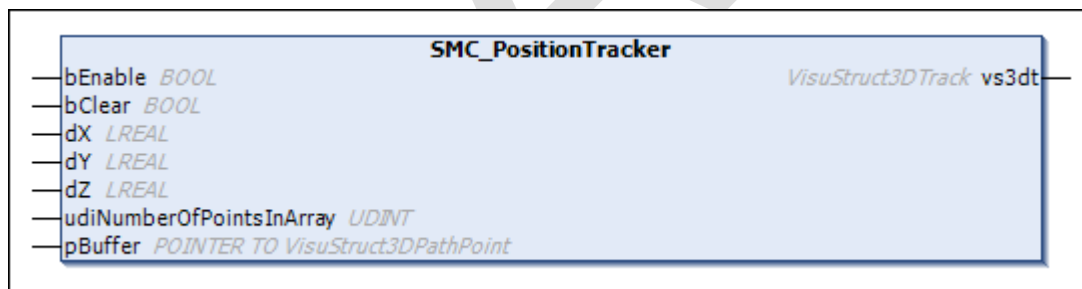 SMC_PositionTracker
bEnable BOOL VisuStruct3DTrack vs3dt
bClear BOOL
dX LREAL
dY LREAL
dZ LREAL
udiNumberOfPointsInArray UDINT
pBuffer POINTER TO VisuStruct3DPathPoint